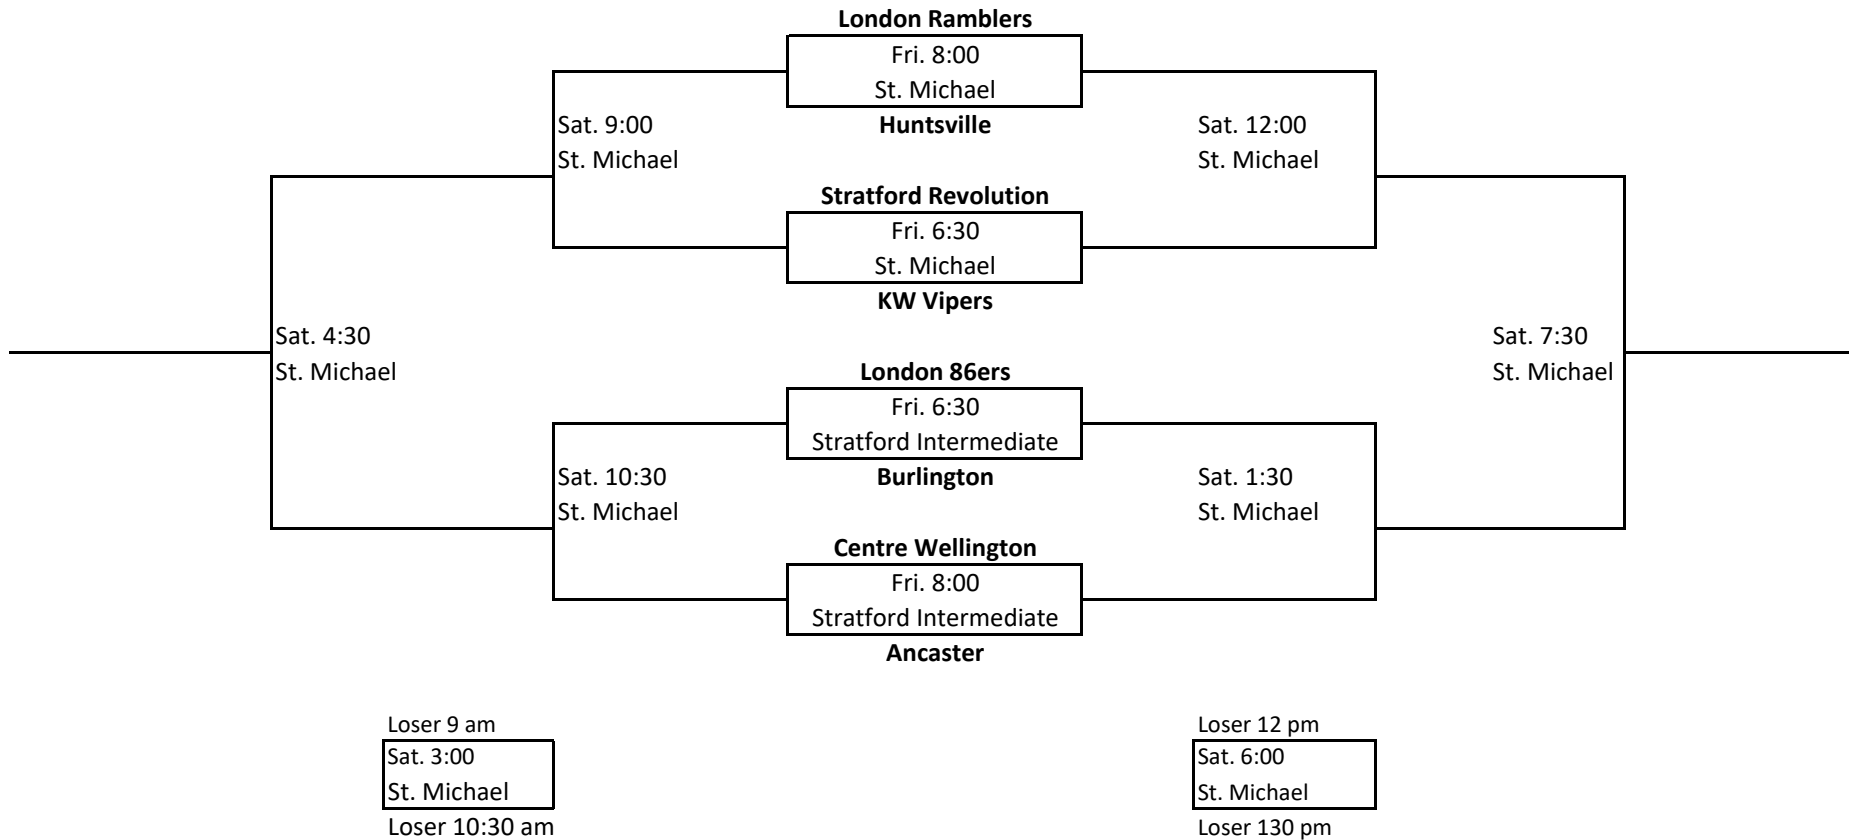 London Ramblers
Fri. 8:00
St. Michael
Huntsville
Sat. 9:00
St. Michael
Sat. 12:00
St. Michael
Stratford Revolution
Fri. 6:30
St. Michael
KW Vipers
Sat. 4:30
St. Michael
Sat. 7:30
St. Michael
London 86ers
Fri. 6:30
Stratford Intermediate
Burlington
Sat. 10:30
St. Michael
Sat. 1:30
St. Michael
Centre Wellington
Fri. 8:00
Stratford Intermediate
Ancaster
Loser 9 am
Sat. 3:00
St. Michael
Loser 10:30 am
Loser 12 pm
Sat. 6:00
St. Michael
Loser 130 pm